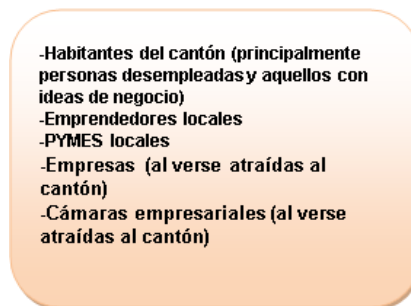 -Habitantes del cantón (principalmente
personas desempleadas y aquellos con
ideas de negocio)
-Emprendedores locales
-PYMES locales
-Empresas (al verse atraídas al
cantón)
-Cámaras empresariales (al verse
atraídas al cantón)